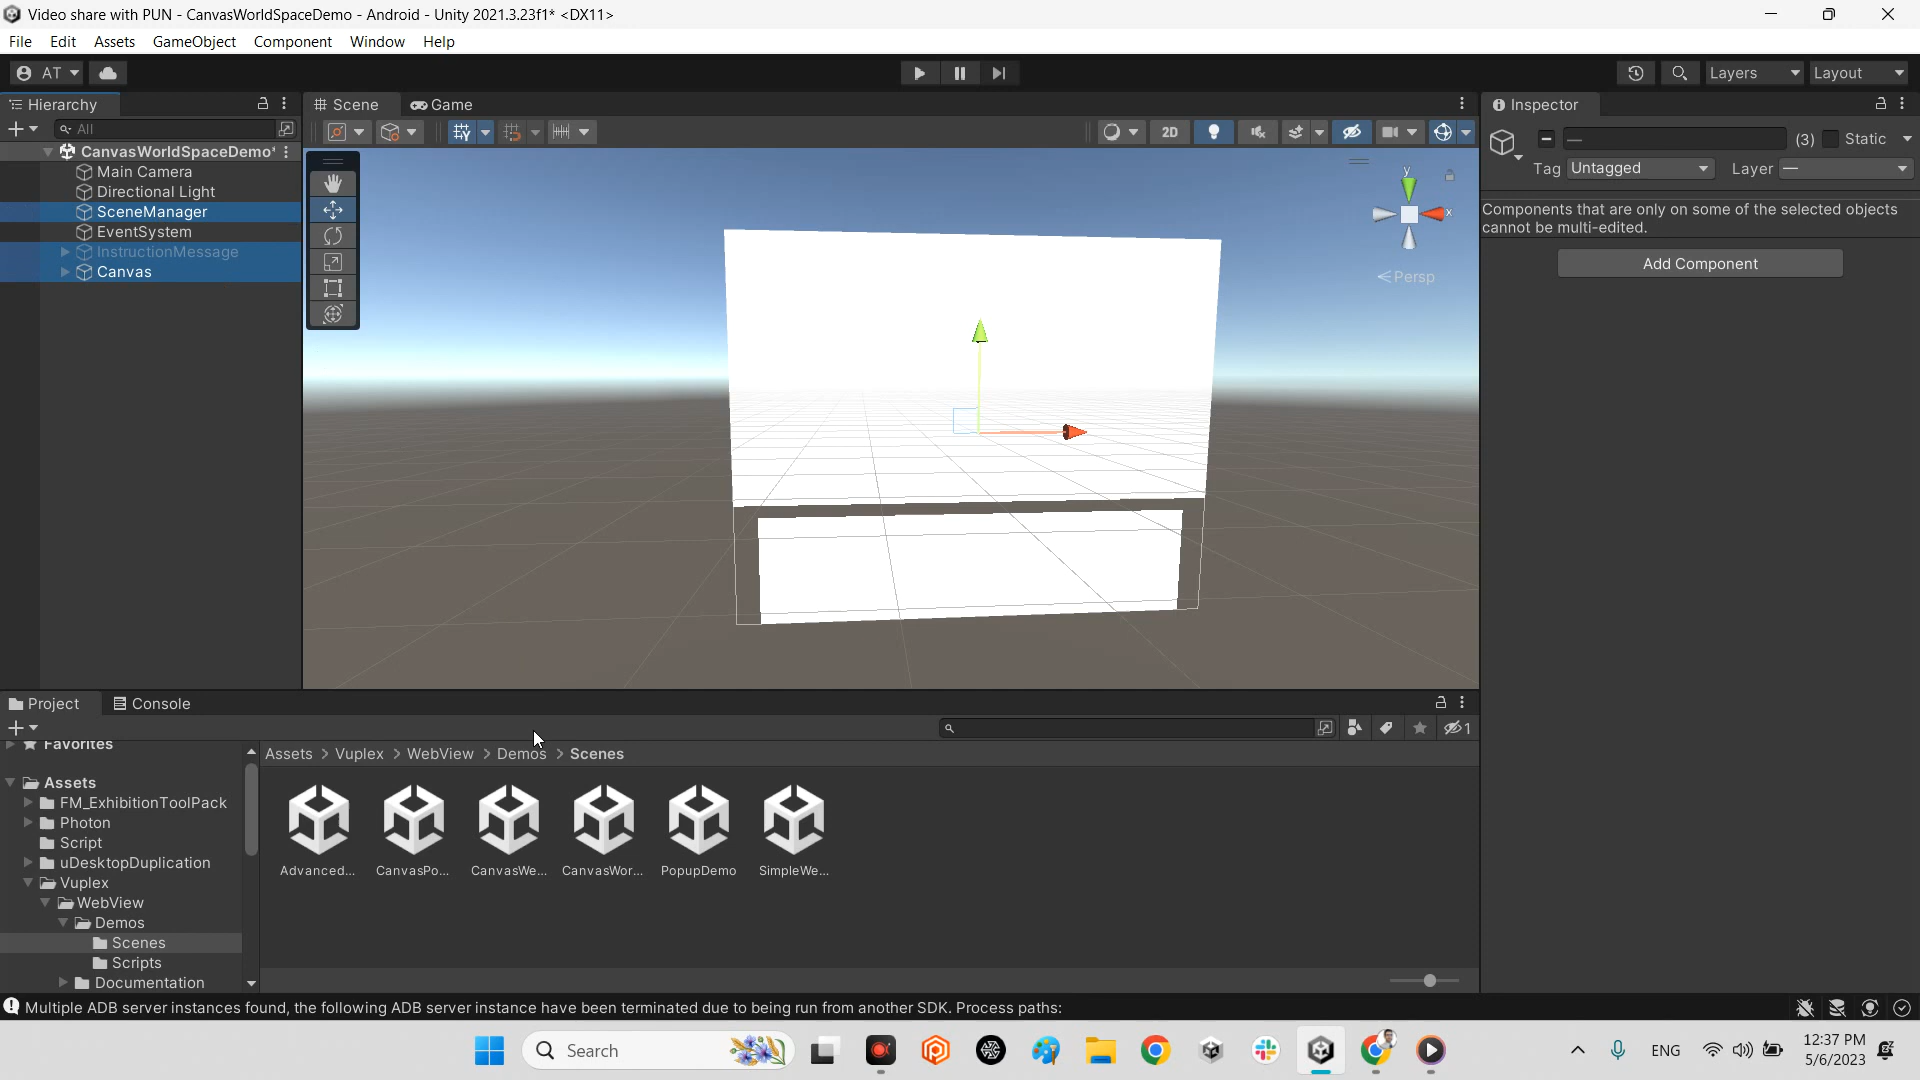 Video share with PUN - CanvasWorldSpaceDemo - Android - Unity 2021.3.23f1* <DX11>
File Edit Assets GameObject Component Window Help
AT
Layers Layout
Hierarchy
All
CanvasWorldSpaceDemo*
Main Camera
Directional Light
SceneManager
EventSystem
InstructionMessage
Canvas
Scene Game
2D
y
x
Persp
Inspector
— (3) Static
Tag Untagged Layer —
Components that are only on some of the selected objects
cannot be multi-edited.
Add Component
Project Console
1
Favorites
Assets
FM_ExhibitionToolPack
Photon
Script
uDesktopDuplication
Vuplex
WebView
Demos
Scenes
Scripts
Documentation
Assets > Vuplex > WebView > Demos > Scenes
Advanced... CanvasPo... CanvasWe... CanvasWor... PopupDemo SimpleWe...
Multiple ADB server instances found, the following ADB server instance have been terminated due to being run from another SDK. Process paths:
Search
ENG
12:37 PM
5/6/2023